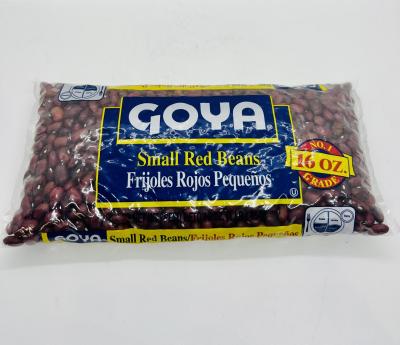 GOYA
Small Red Beans
Frijoles Rojos Pequeños
NO. 1
16 OZ.
GRADE
U
GOYA
Small Red Beans/Frijoles Rojos Pequeños